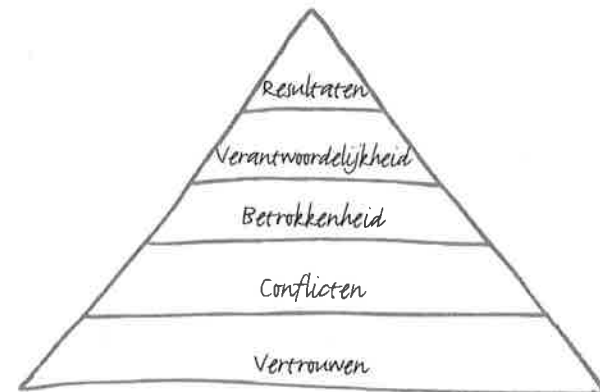 Resultaten
Verantwoordelijkheid
Betrokkenheid
Conflicten
Vertrouwen